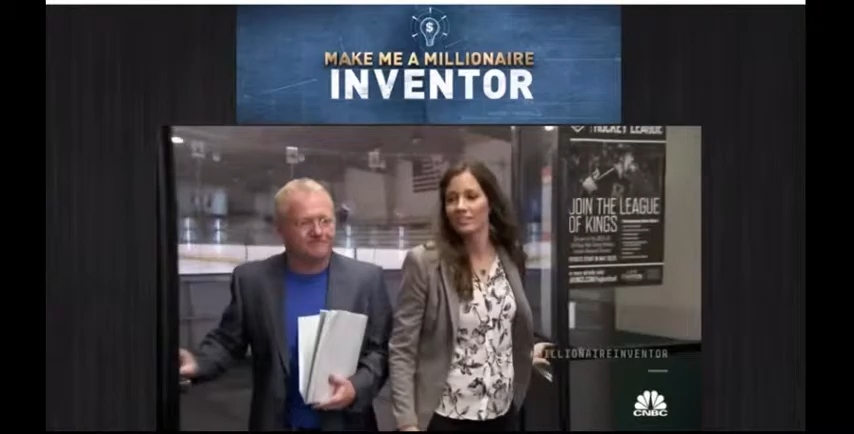 $
MAKE ME A MILLIONAIRE
INVENTOR
HOCKEY LEAGUE
JOIN THE LEAGUE
OF KINGS
ILLIONAIREINVENTOR
CNBC